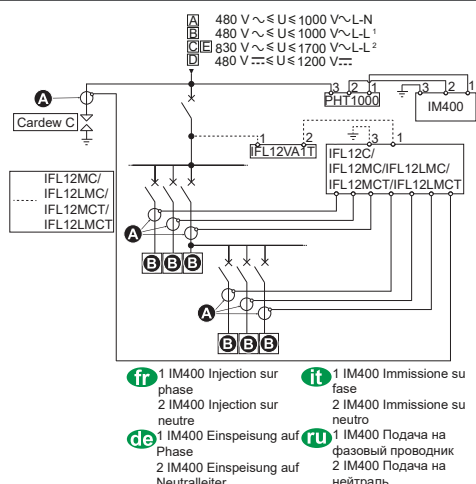 A 480 V ∿ ≤ U ≤ 1000 V∿L-N
B 480 V ∿ ≤ U ≤ 1000 V∿L-L 1
C E 830 V ∿ ≤ U ≤ 1700 V∿L-L 2
D 480 V ⎓ ≤ U ≤ 1200 V⎓
A
Cardew C
3 2 1
PHT1000
3 2 1
IM400
1 2
IFL12VA1T
3 1
IFL12C/
IFL12MC/IFL12LMC/
IFL12MCT/IFL12LMCT
IFL12MC/
IFL12LMC/
IFL12MCT/
IFL12LMCT
A
B B B
A
B B B
fr 1 IM400 Injection sur
phase
2 IM400 Injection sur
neutre
de 1 IM400 Einspeisung auf
Phase
2 IM400 Einspeisung auf
Neutralleiter
it 1 IM400 Immissione su
fase
2 IM400 Immissione su
neutro
ru 1 IM400 Подача на
фазовый проводник
2 IM400 Подача на
нейтраль